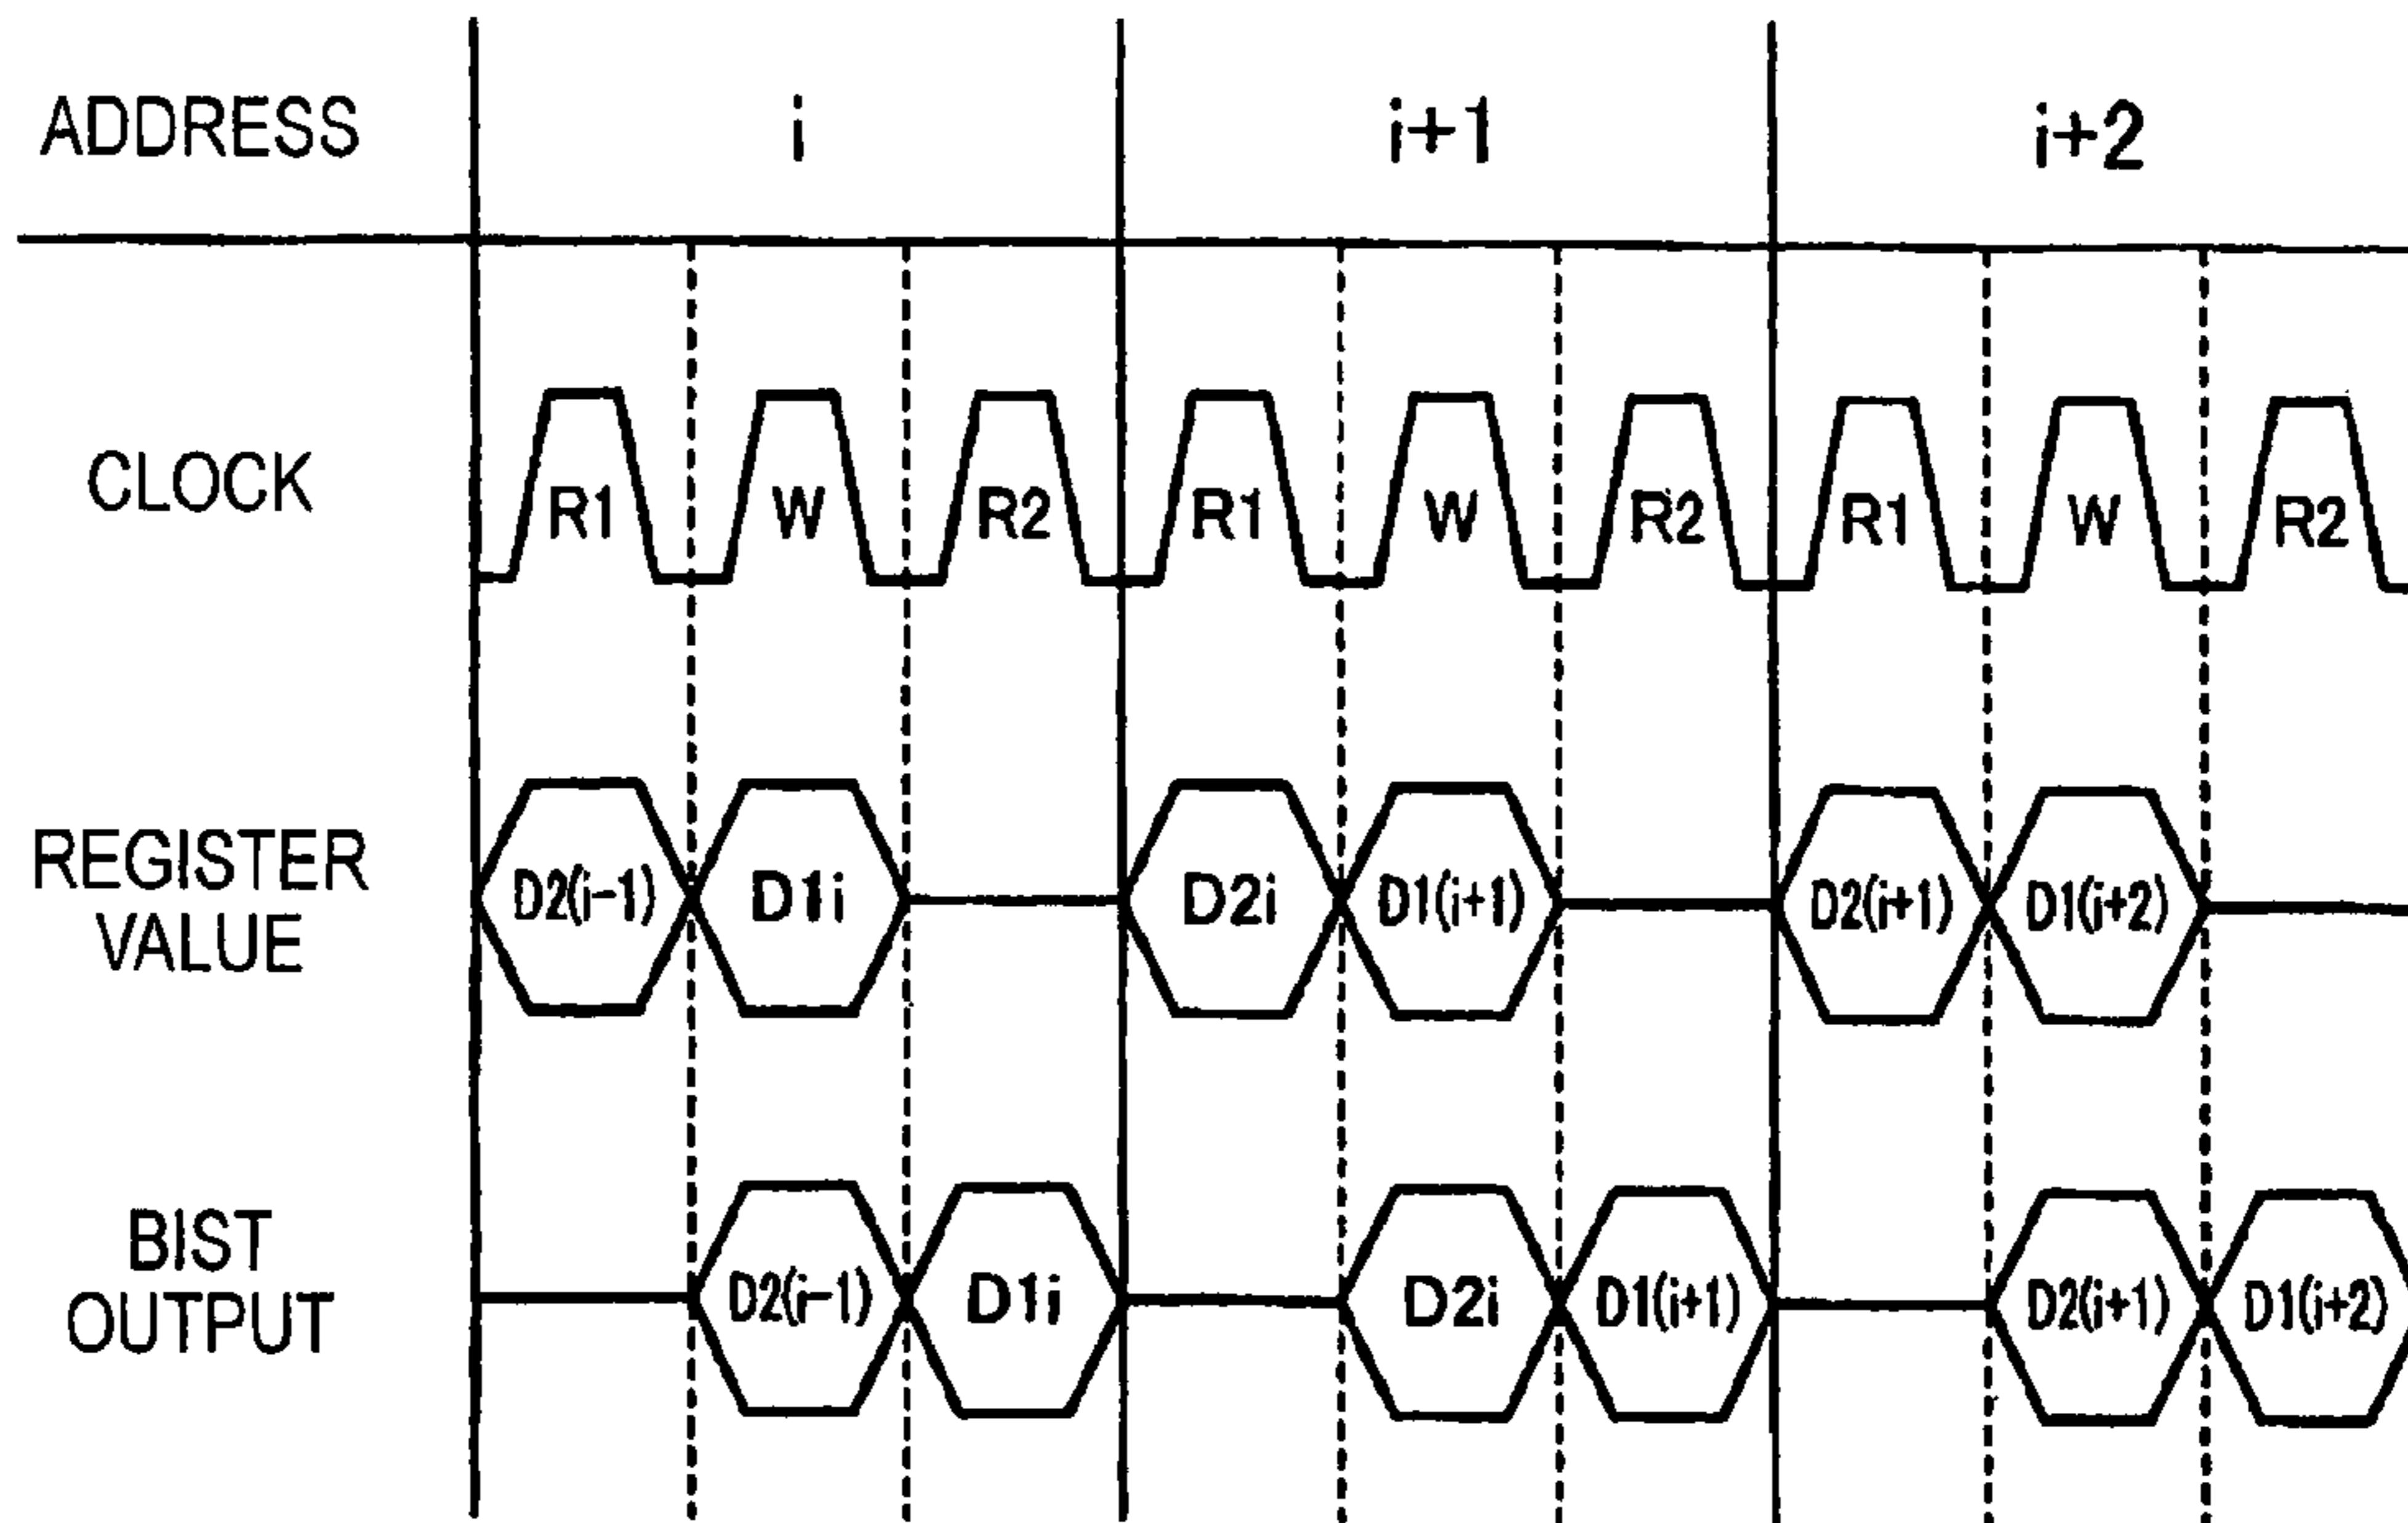 ADDRESS i i+1 i+2
CLOCK R1 W R2 R1 W R2 R1 W R2
REGISTER
VALUE
D2(i-1) D1i D2i D1(i+1) D2(i+1) D1(i+2)
BIST
OUTPUT
D2(i-1) D1i D2i D1(i+1) D2(i+1) D1(i+2)